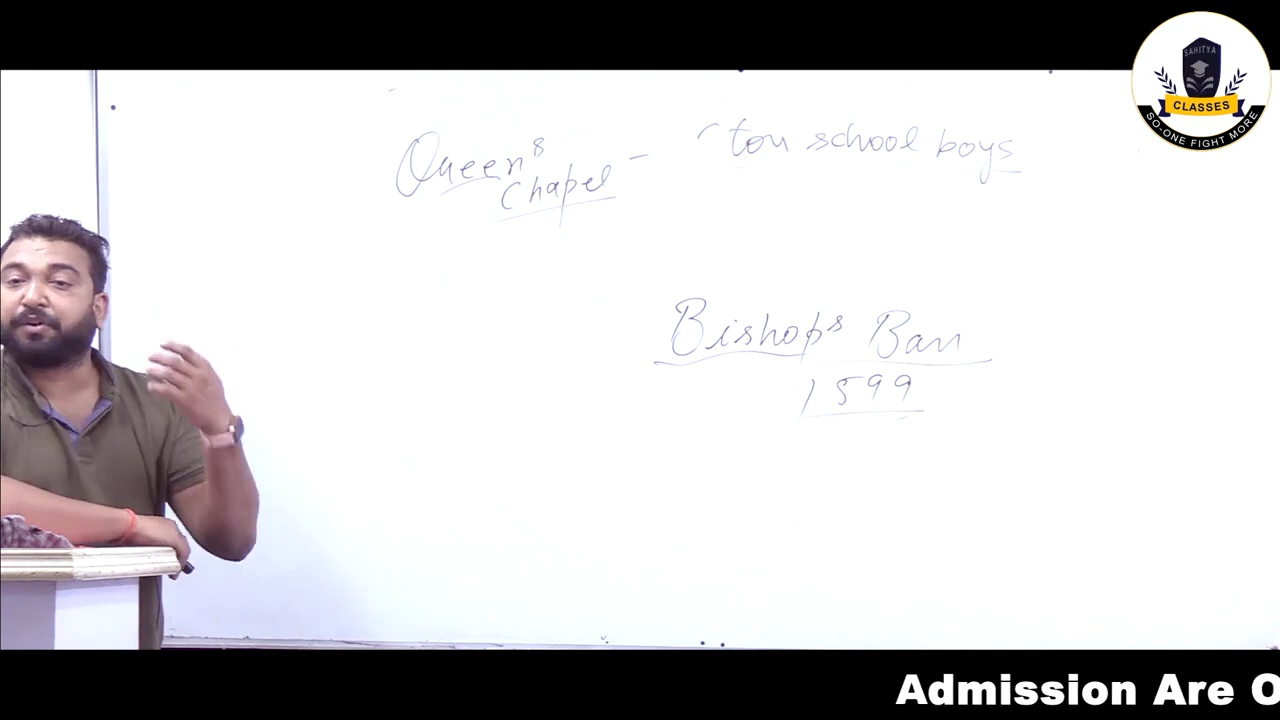 Queen's Chapel - ton school boys
Bishop's Ban
1599
SAHITYA
CLASSES
SO-ONE FIGHT MORE
Admission Are O